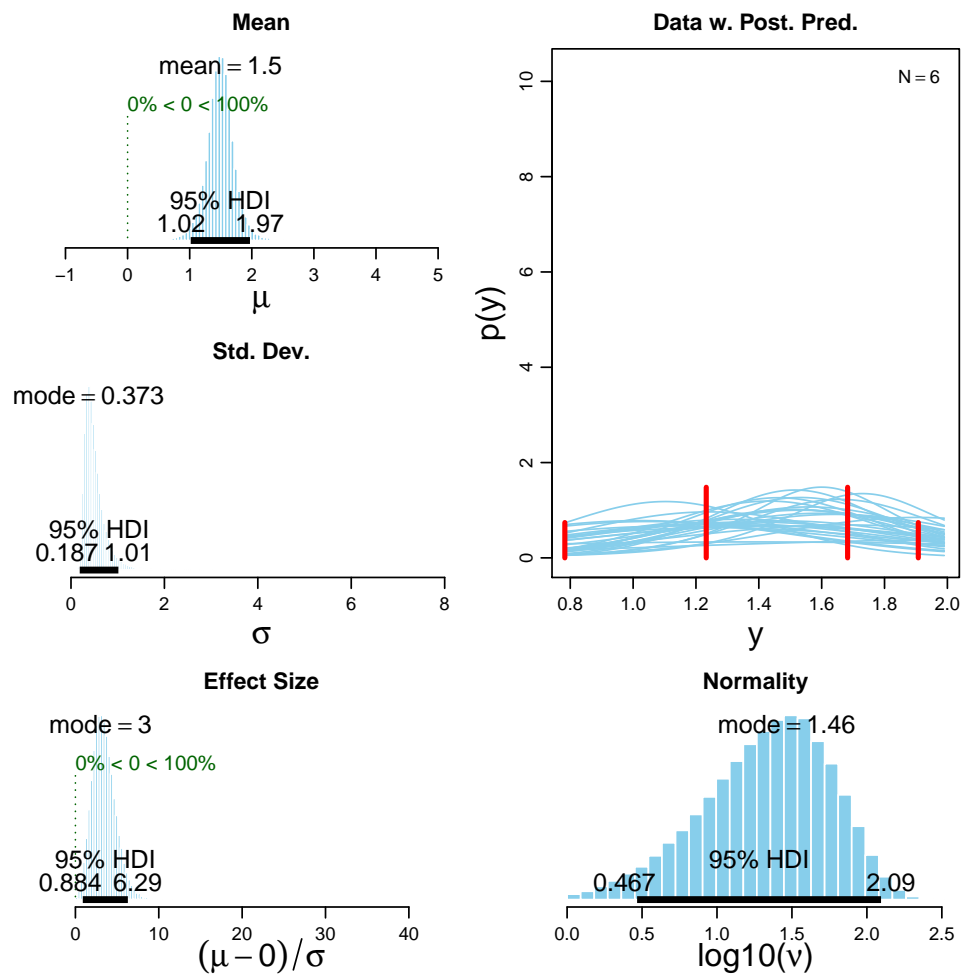 Mean
mean = 1.5
0% < 0 < 100%
95% HDI
1.02 1.97
−1 0 1 2 3 4 5
μ
Data w. Post. Pred.
N = 6
10
8
6
4
2
0
p(y)
0.8 1.0 1.2 1.4 1.6 1.8 2.0
y
Std. Dev.
mode = 0.373
95% HDI
0.187 1.01
0 2 4 6 8
σ
Effect Size
mode = 3
0% < 0 < 100%
95% HDI
0.884 6.29
0 10 20 30 40
(μ − 0) / σ
Normality
mode = 1.46
95% HDI
0.467 2.09
0.0 0.5 1.0 1.5 2.0 2.5
log10(ν)